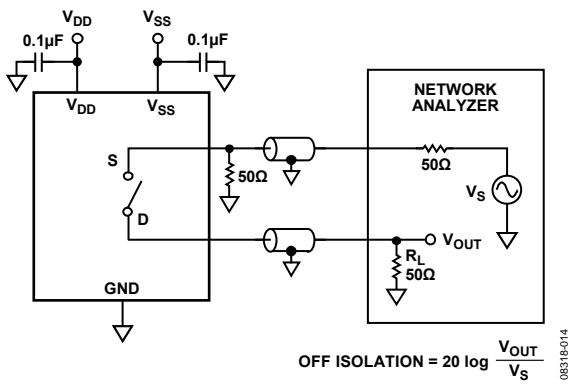 VDD
VSS
0.1µF
0.1µF
VDD
VSS
NETWORK
ANALYZER
S
50Ω
50Ω
VS
D
VOUT
RL
50Ω
GND
OFF ISOLATION = 20 log VOUT/VS
08318-014